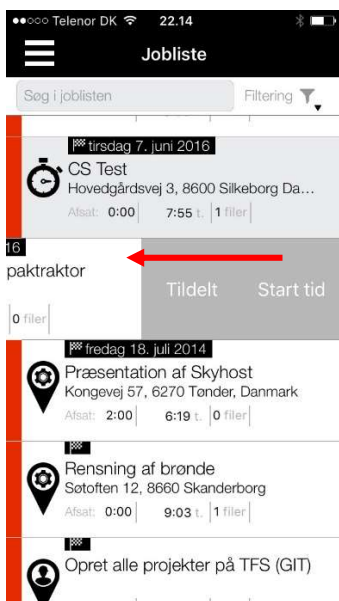 Telenor DK 22.14
Jobliste
Søg i joblisten Filtering
tirsdag 7. juni 2016
CS Test
Hovedgårdsvej 3, 8600 Silkeborg Da...
Afsat: 0:00 7:55 t. 1 filer
16
paktraktor
Tildelt Start tid
0 filer
fredag 18. juli 2014
Præsentation af Skyhost
Kongevej 57, 6270 Tønder, Danmark
Afsat: 2:00 6:19 t. 0 filer
Rensning af brønde
Søtoften 12, 8660 Skanderborg
Afsat: 0:00 9:03 t. 1 filer
Opret alle projekter på TFS (GIT)